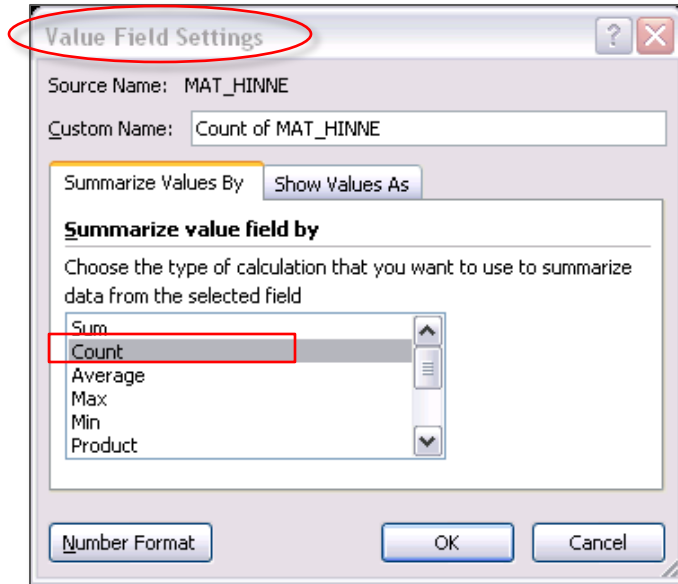 Value Field Settings
Source Name: MAT_HINNE
Custom Name: Count of MAT_HINNE
Summarize Values By Show Values As
Summarize value field by
Choose the type of calculation that you want to use to summarize
data from the selected field
Sum
Count
Average
Max
Min
Product
Number Format OK Cancel